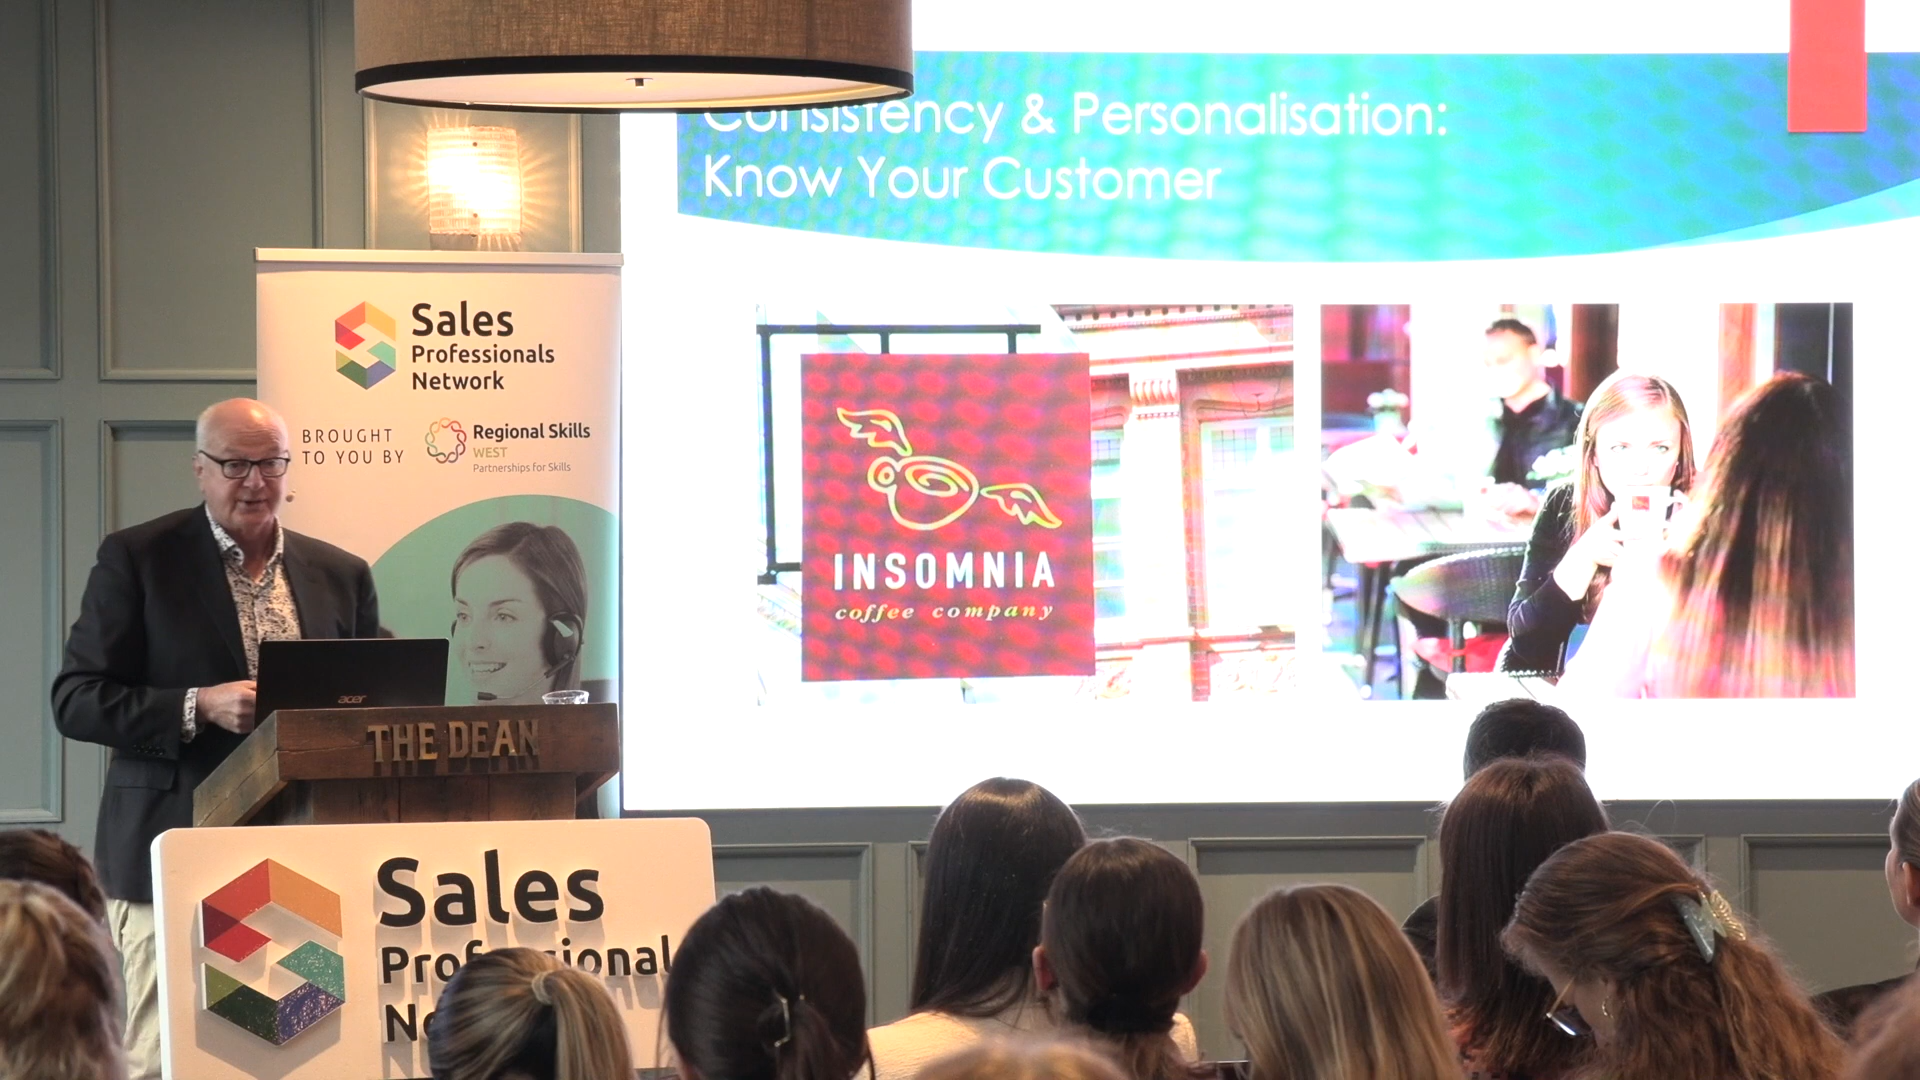 Consistency & Personalisation:
Know Your Customer
Sales
Professionals
Network
BROUGHT
TO YOU BY
Regional Skills
WEST
Partnerships for Skills
INSOMNIA
coffee company
acer
THE DEAN
Sales